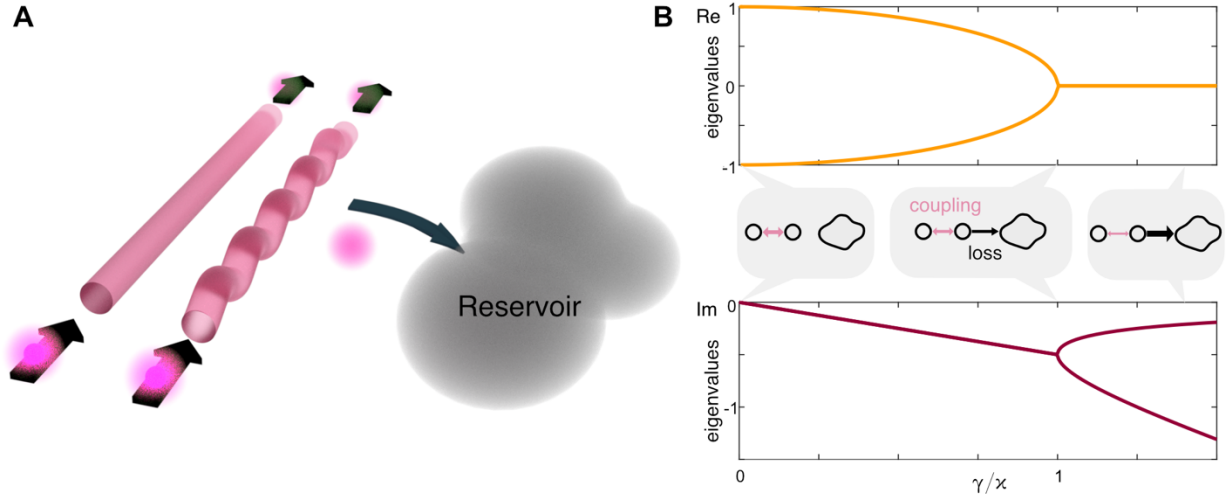 A
Reservoir
B
Re
eigenvalues
1
0
-1
coupling
loss
Im
eigenvalues
0
-1
0
1
γ/ϰ